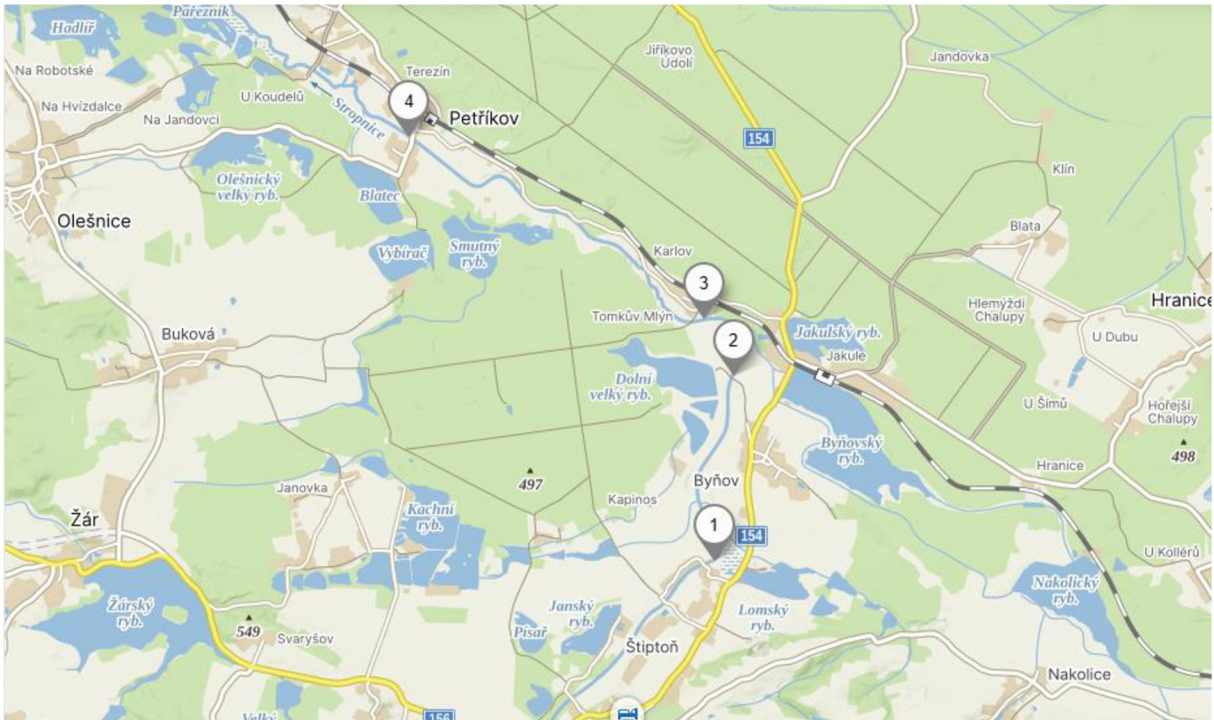 Pařezník
Hadlíř
Jiříkovo
Údolí
Jandovka
Na Robotské
Terezín
U Koudelů
4
Na Hvízdalce
Stropnice
Petříkov
Na Jandovci
154
Klín
Olešnický
velký ryb.
Blatec
Olešnice
Blata
Vybírač
Smutný
ryb.
Karlov
3
Hranice
Hlemýždí
Chalupy
Tomkův Mlýn
Buková
Jakulský ryb.
U Dubu
2
Jakule
Dolní
velký ryb.
U Šimů
Hořejší
Chalupy
Byňovský
ryb.
498
Hranice
497
Byňov
Janovka
Kapinos
Kachní
ryb.
Žár
1
154
U Kollérů
Nakolický
ryb.
Žárský
ryb.
Janský
ryb.
Lomský
ryb.
Písař
549
Svaryšov
Štiptoň
Nakolice
Velký
156